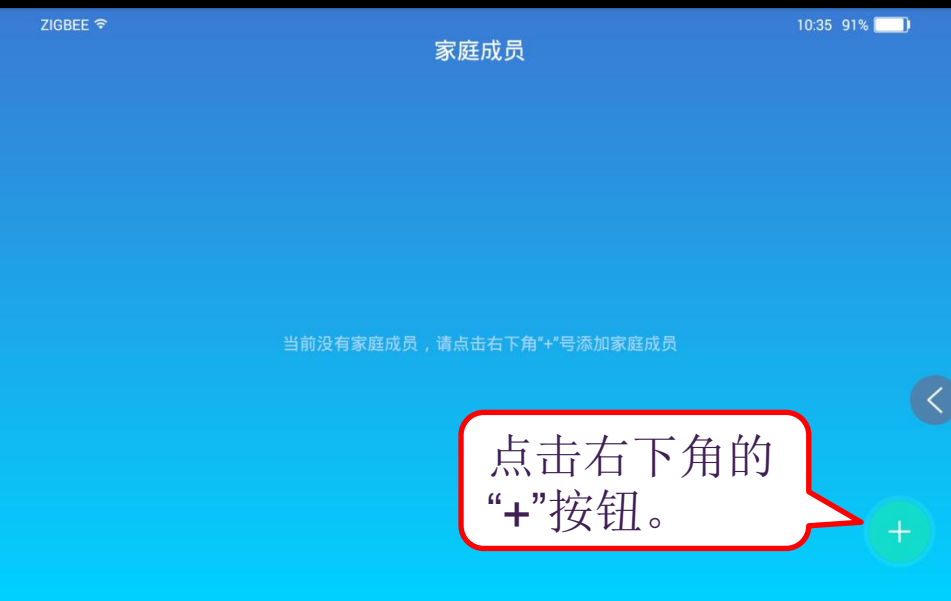 ZIGBEE
10:35 91%
家庭成员
当前没有家庭成员，请点击右下角“+”号添加家庭成员
点击右下角的
“+”按钮。
+